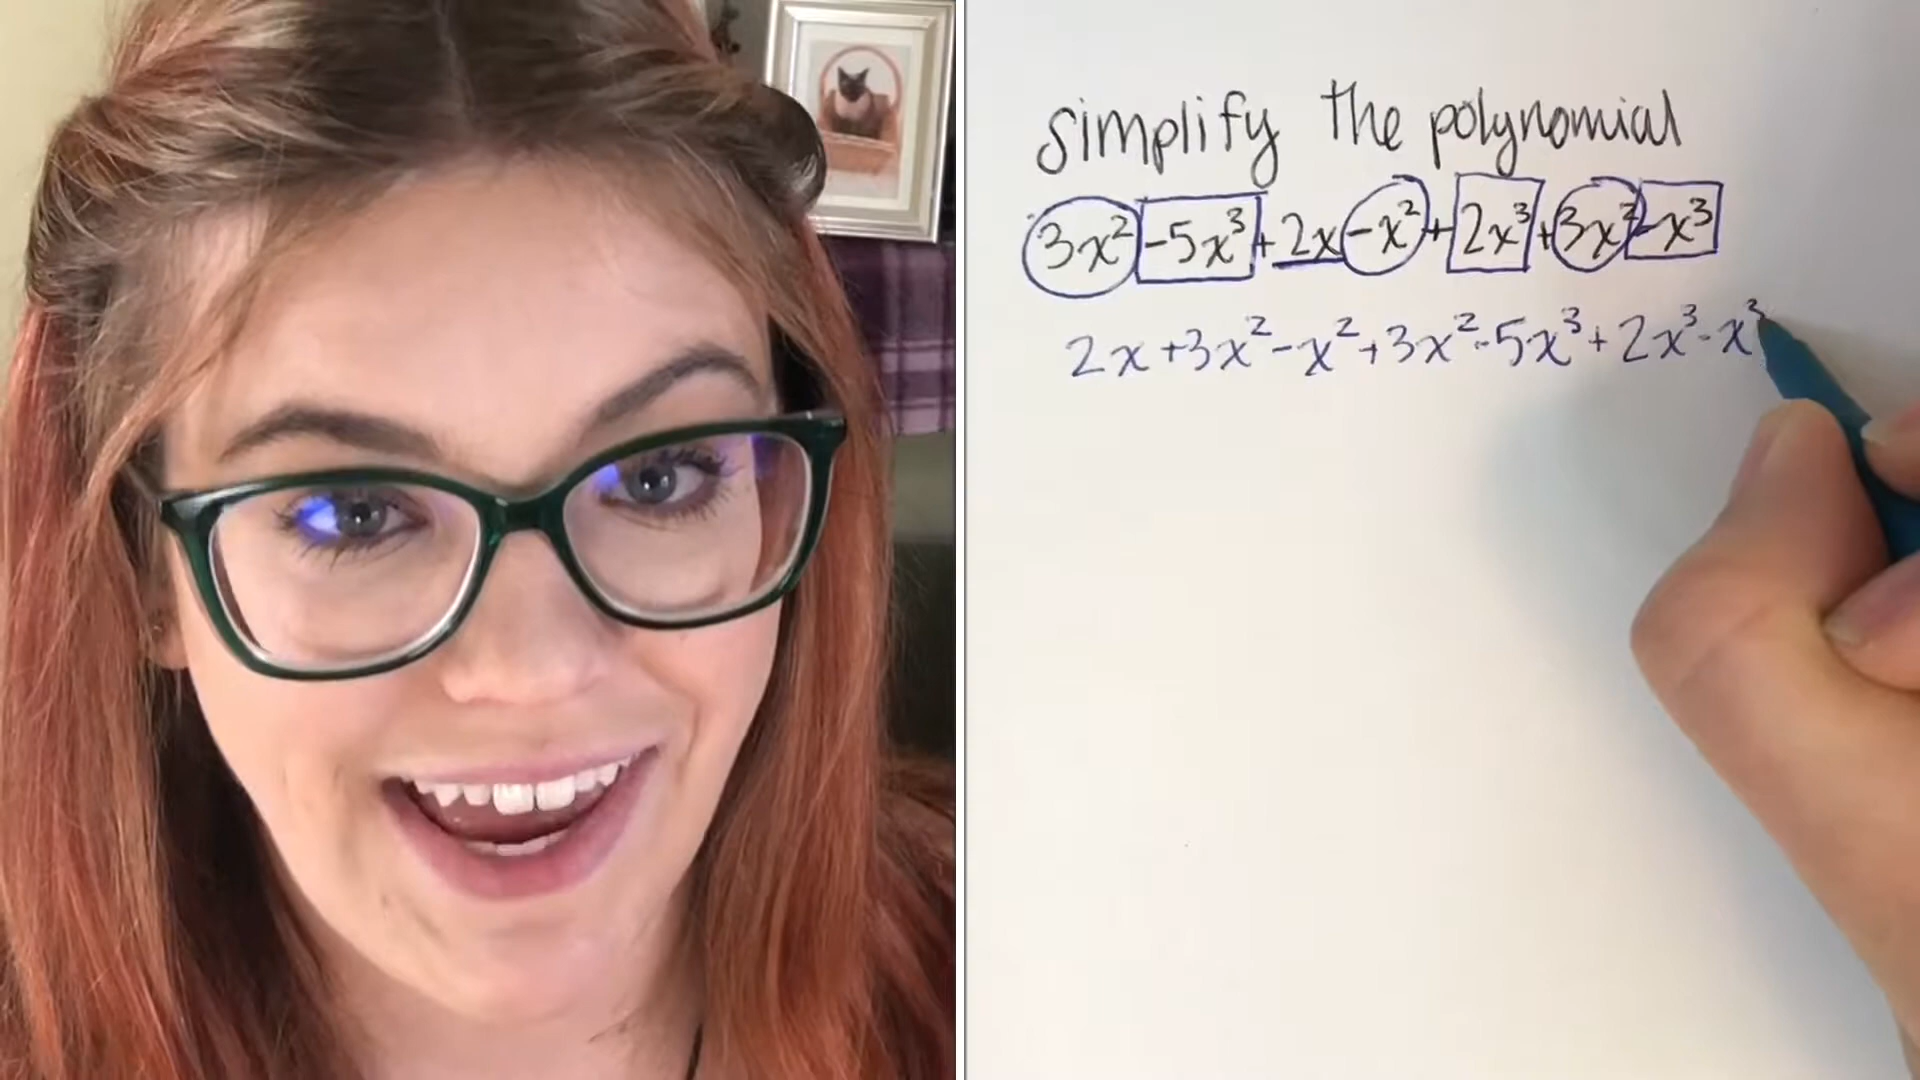 simplify the polynomial
3x² -5x³ + 2x - x² + 2x³ + 3x² - x³
2x + 3x² - x² + 3x² - 5x³ + 2x³ - x³